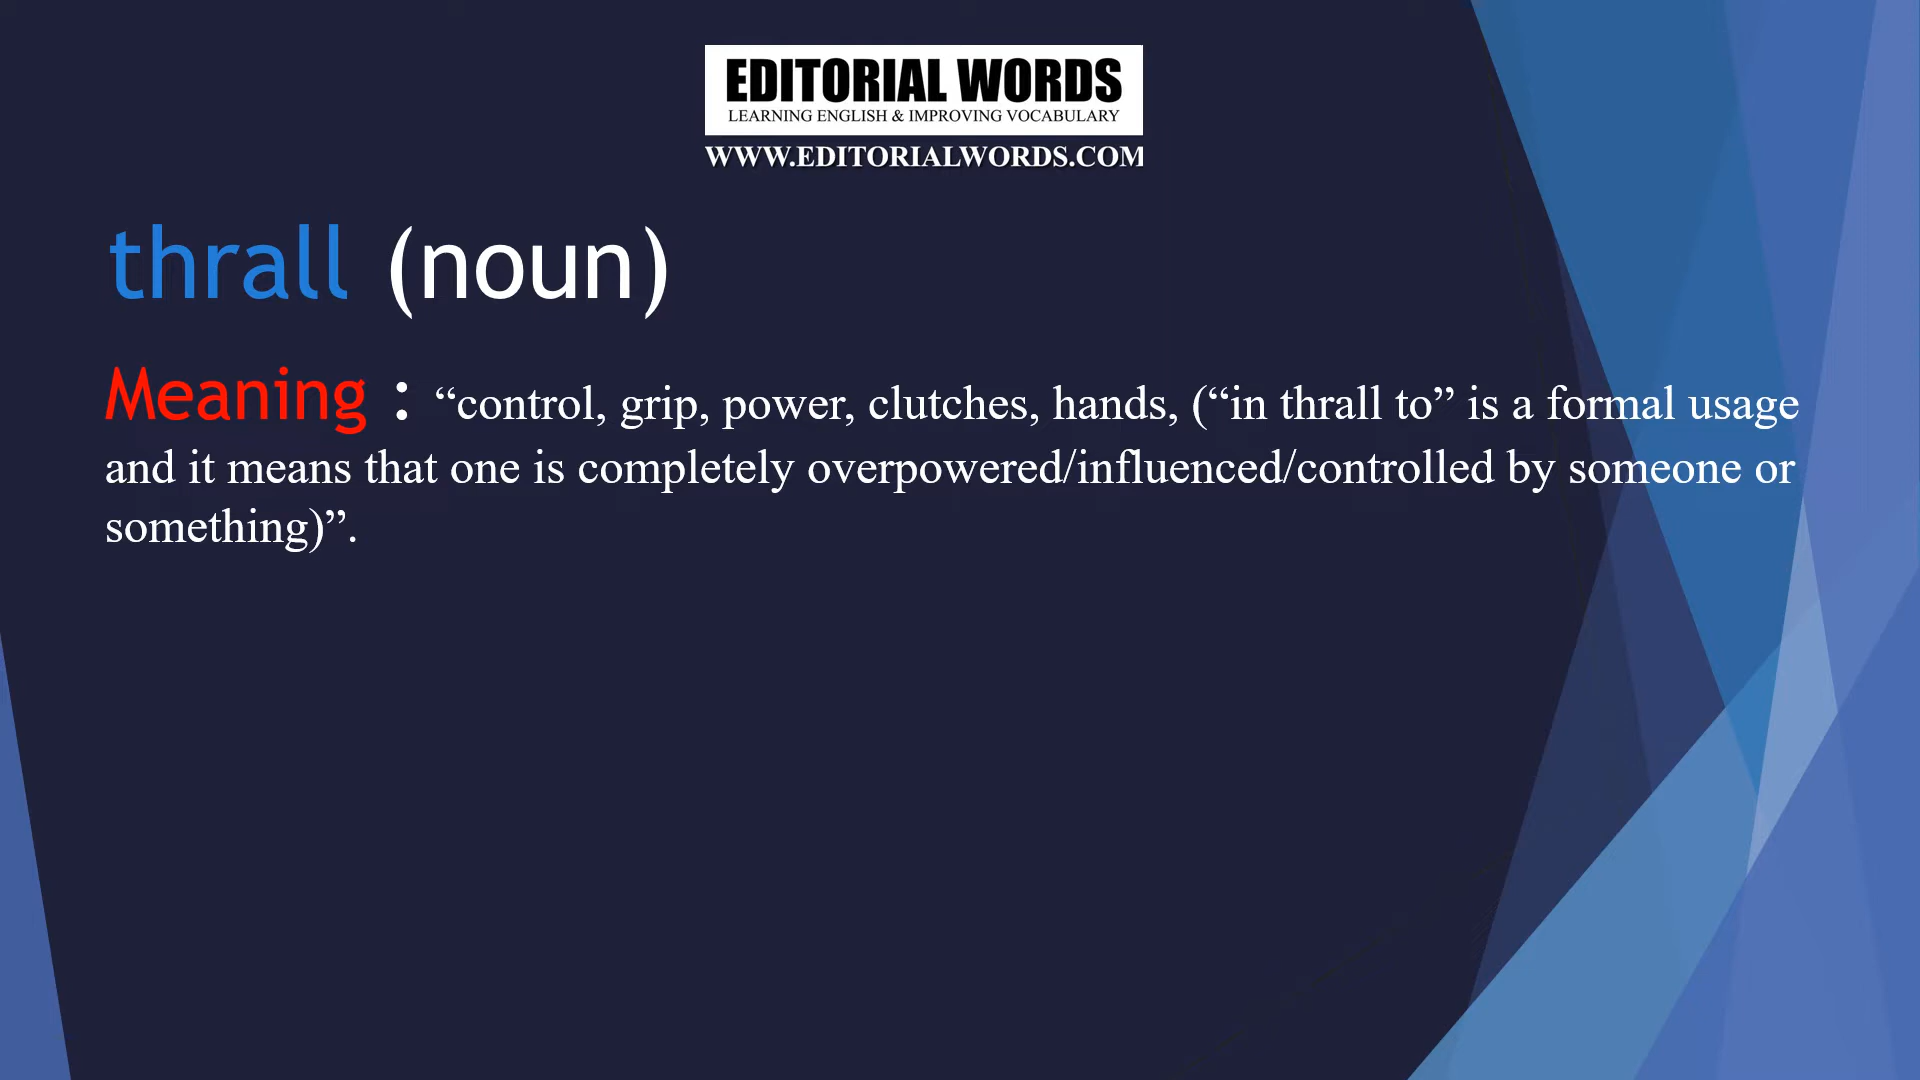 EDITORIAL WORDS
LEARNING ENGLISH & IMPROVING VOCABULARY
WWW.EDITORIALWORDS.COM
thrall (noun)
Meaning : “control, grip, power, clutches, hands, (“in thrall to” is a formal usage
and it means that one is completely overpowered/influenced/controlled by someone or
something)”.